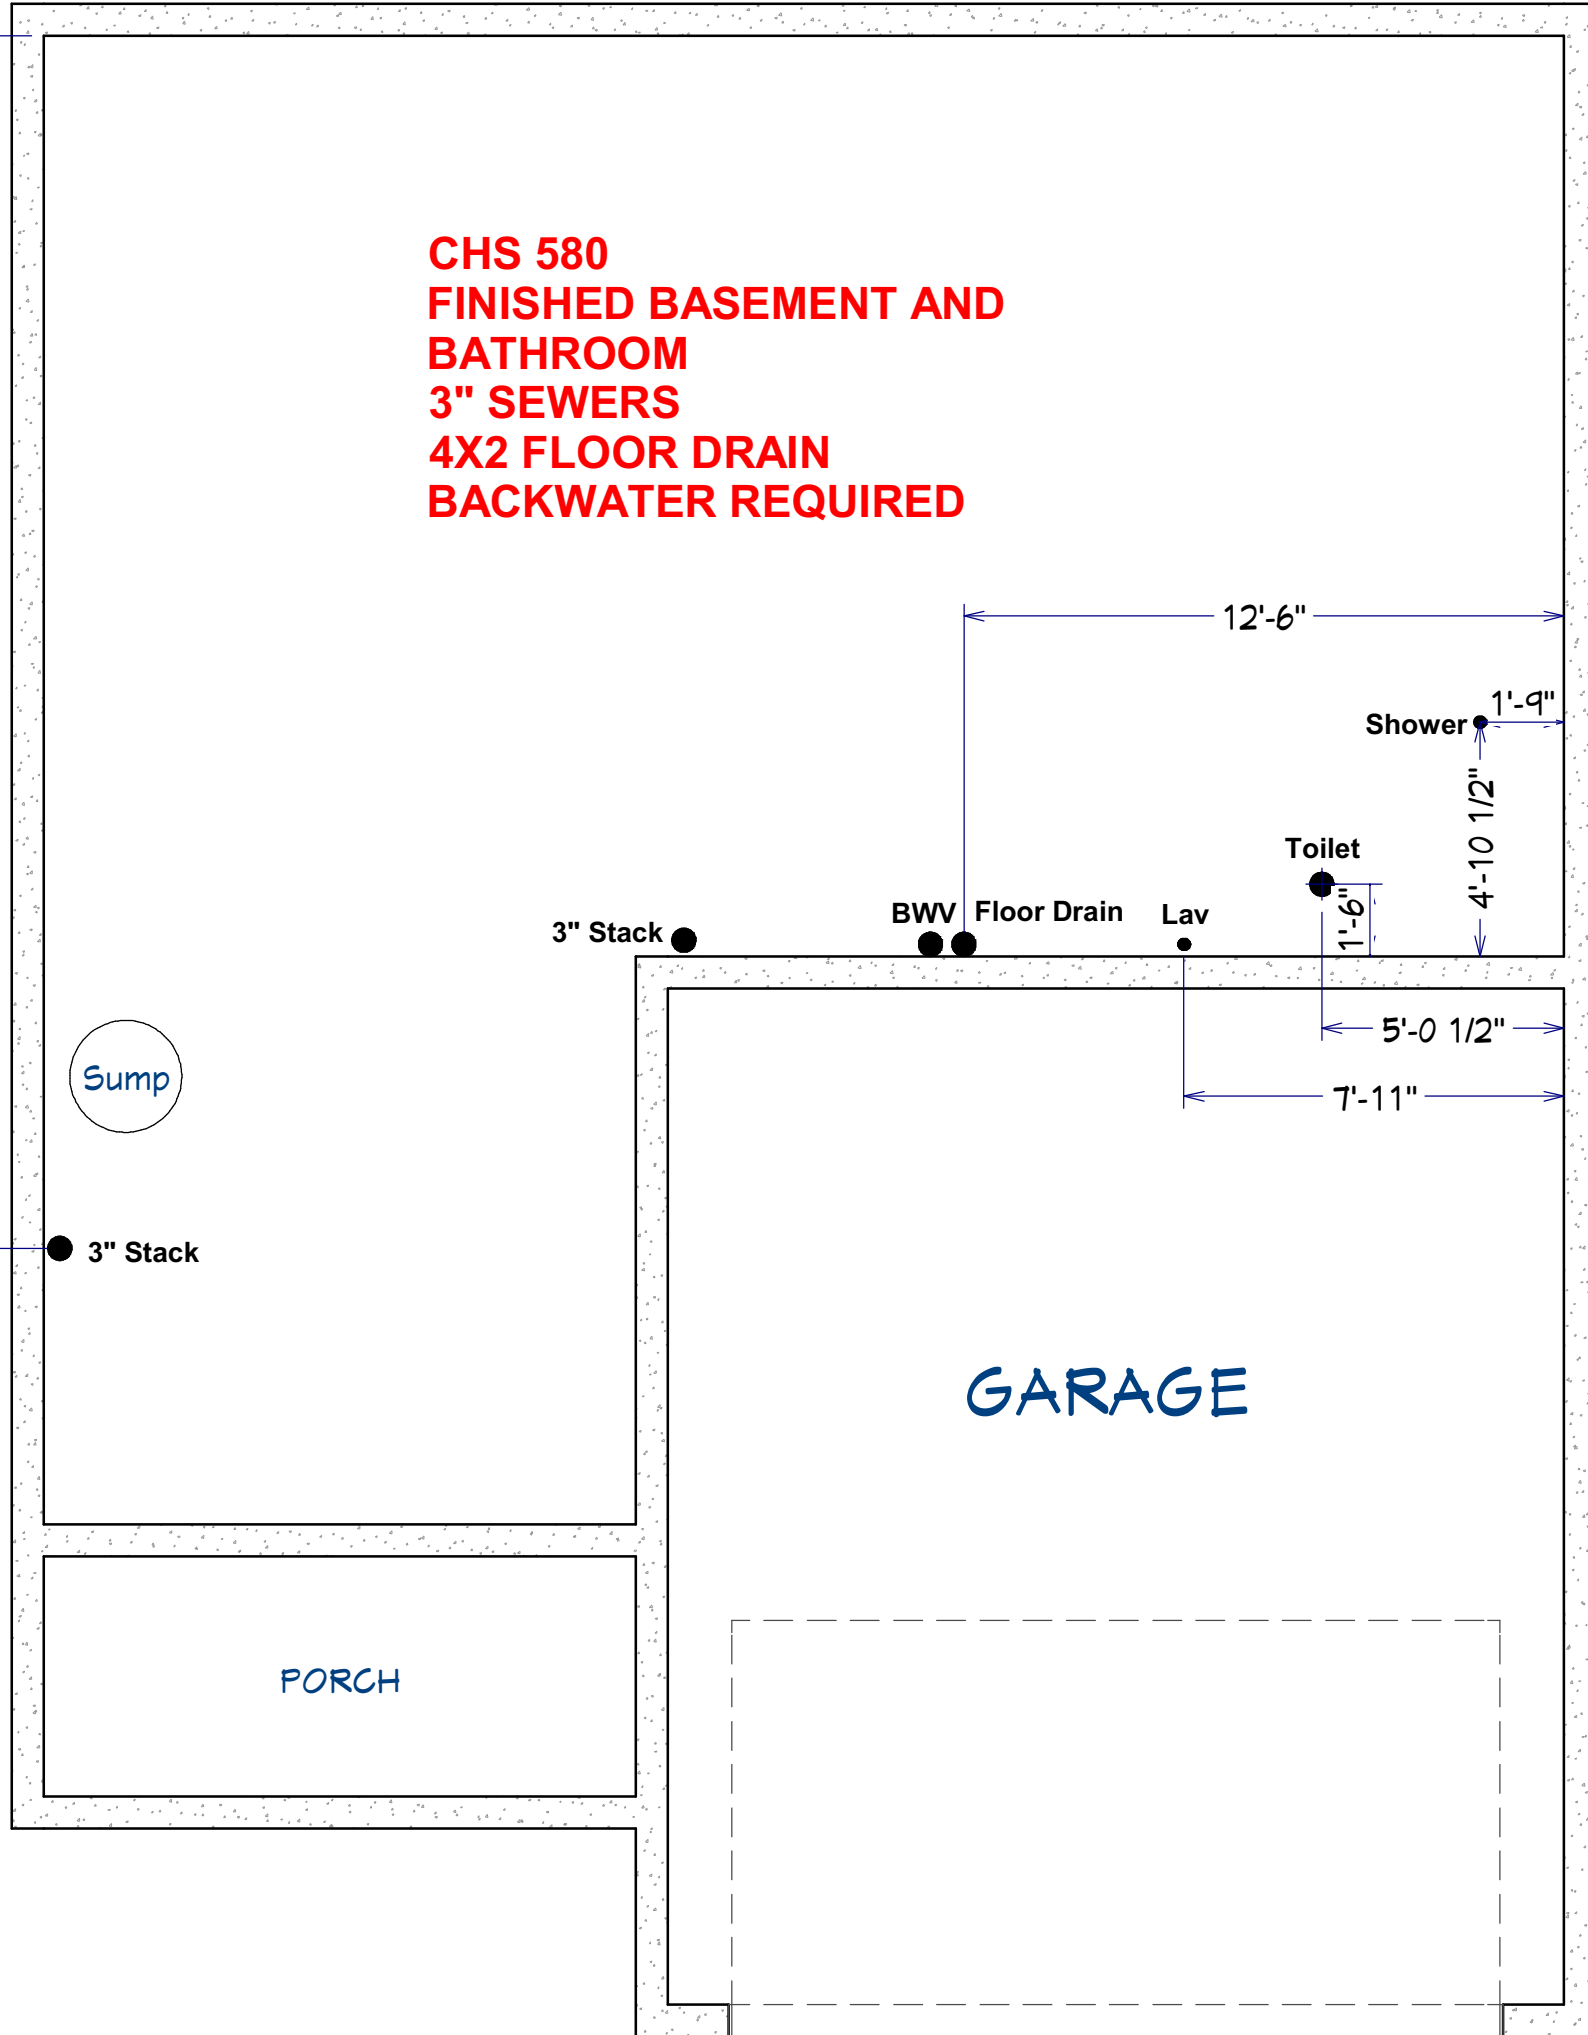 CHS 580
FINISHED BASEMENT AND
BATHROOM
3" SEWERS
4X2 FLOOR DRAIN
BACKWATER REQUIRED
12'-6"
1'-9"
Shower
4'-10 1/2"
Toilet
1'-6"
BWV
Floor Drain
Lav
3" Stack
5'-0 1/2"
7'-11"
Sump
3" Stack
GARAGE
PORCH